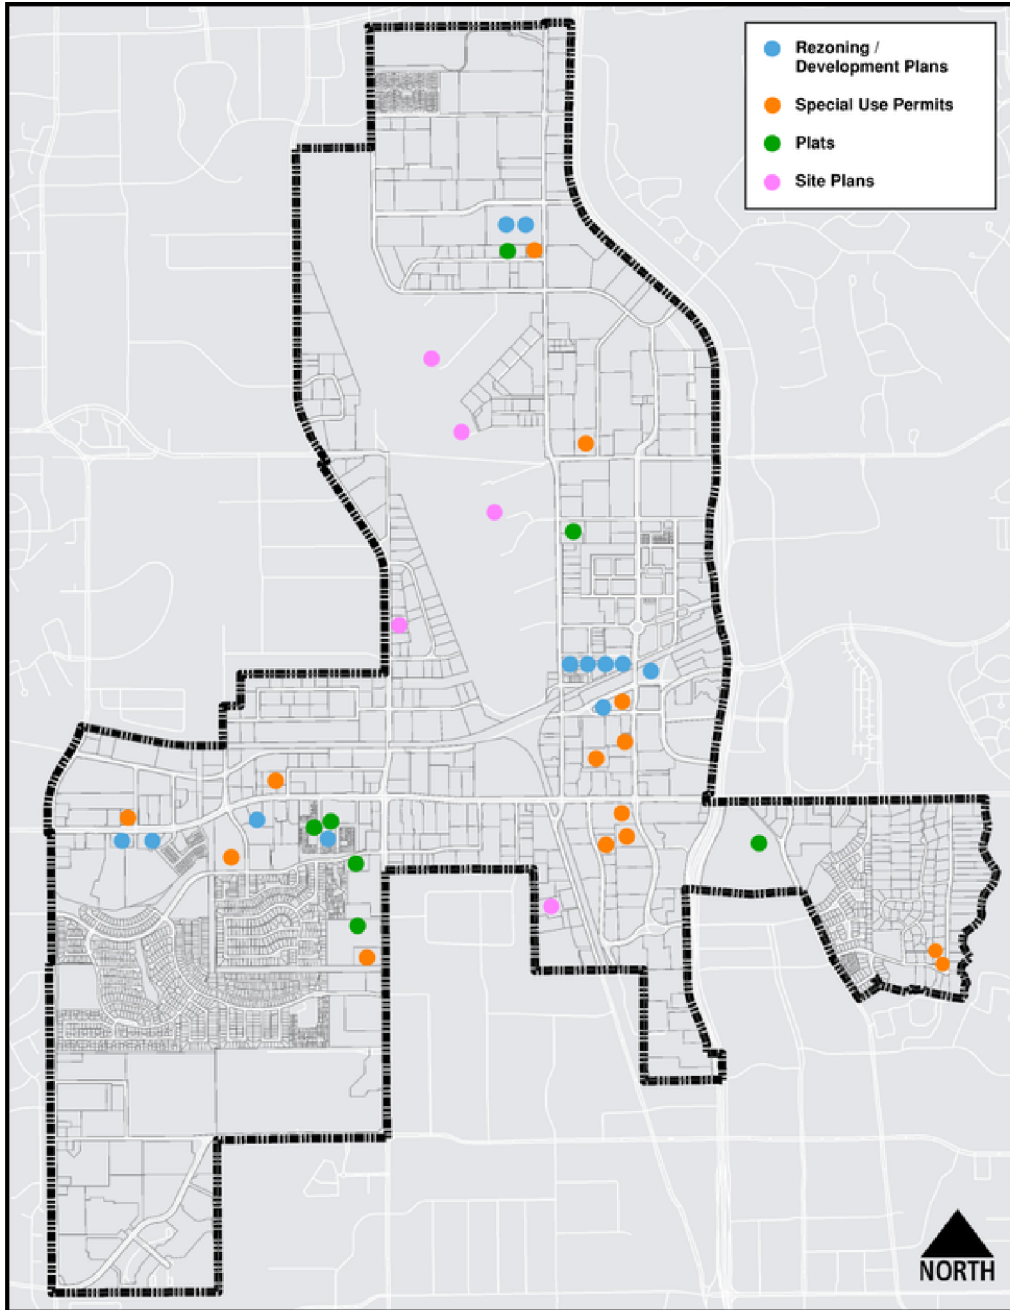 Rezoning /
Development Plans
Special Use Permits
Plats
Site Plans
NORTH